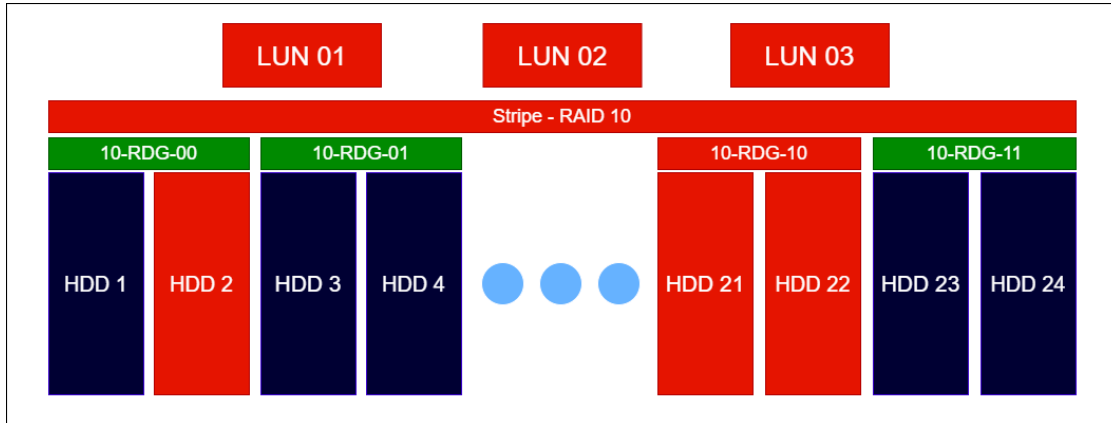 LUN 01 LUN 02 LUN 03
Stripe - RAID 10
10-RDG-00 10-RDG-01 10-RDG-10 10-RDG-11
HDD 1 HDD 2 HDD 3 HDD 4 HDD 21 HDD 22 HDD 23 HDD 24